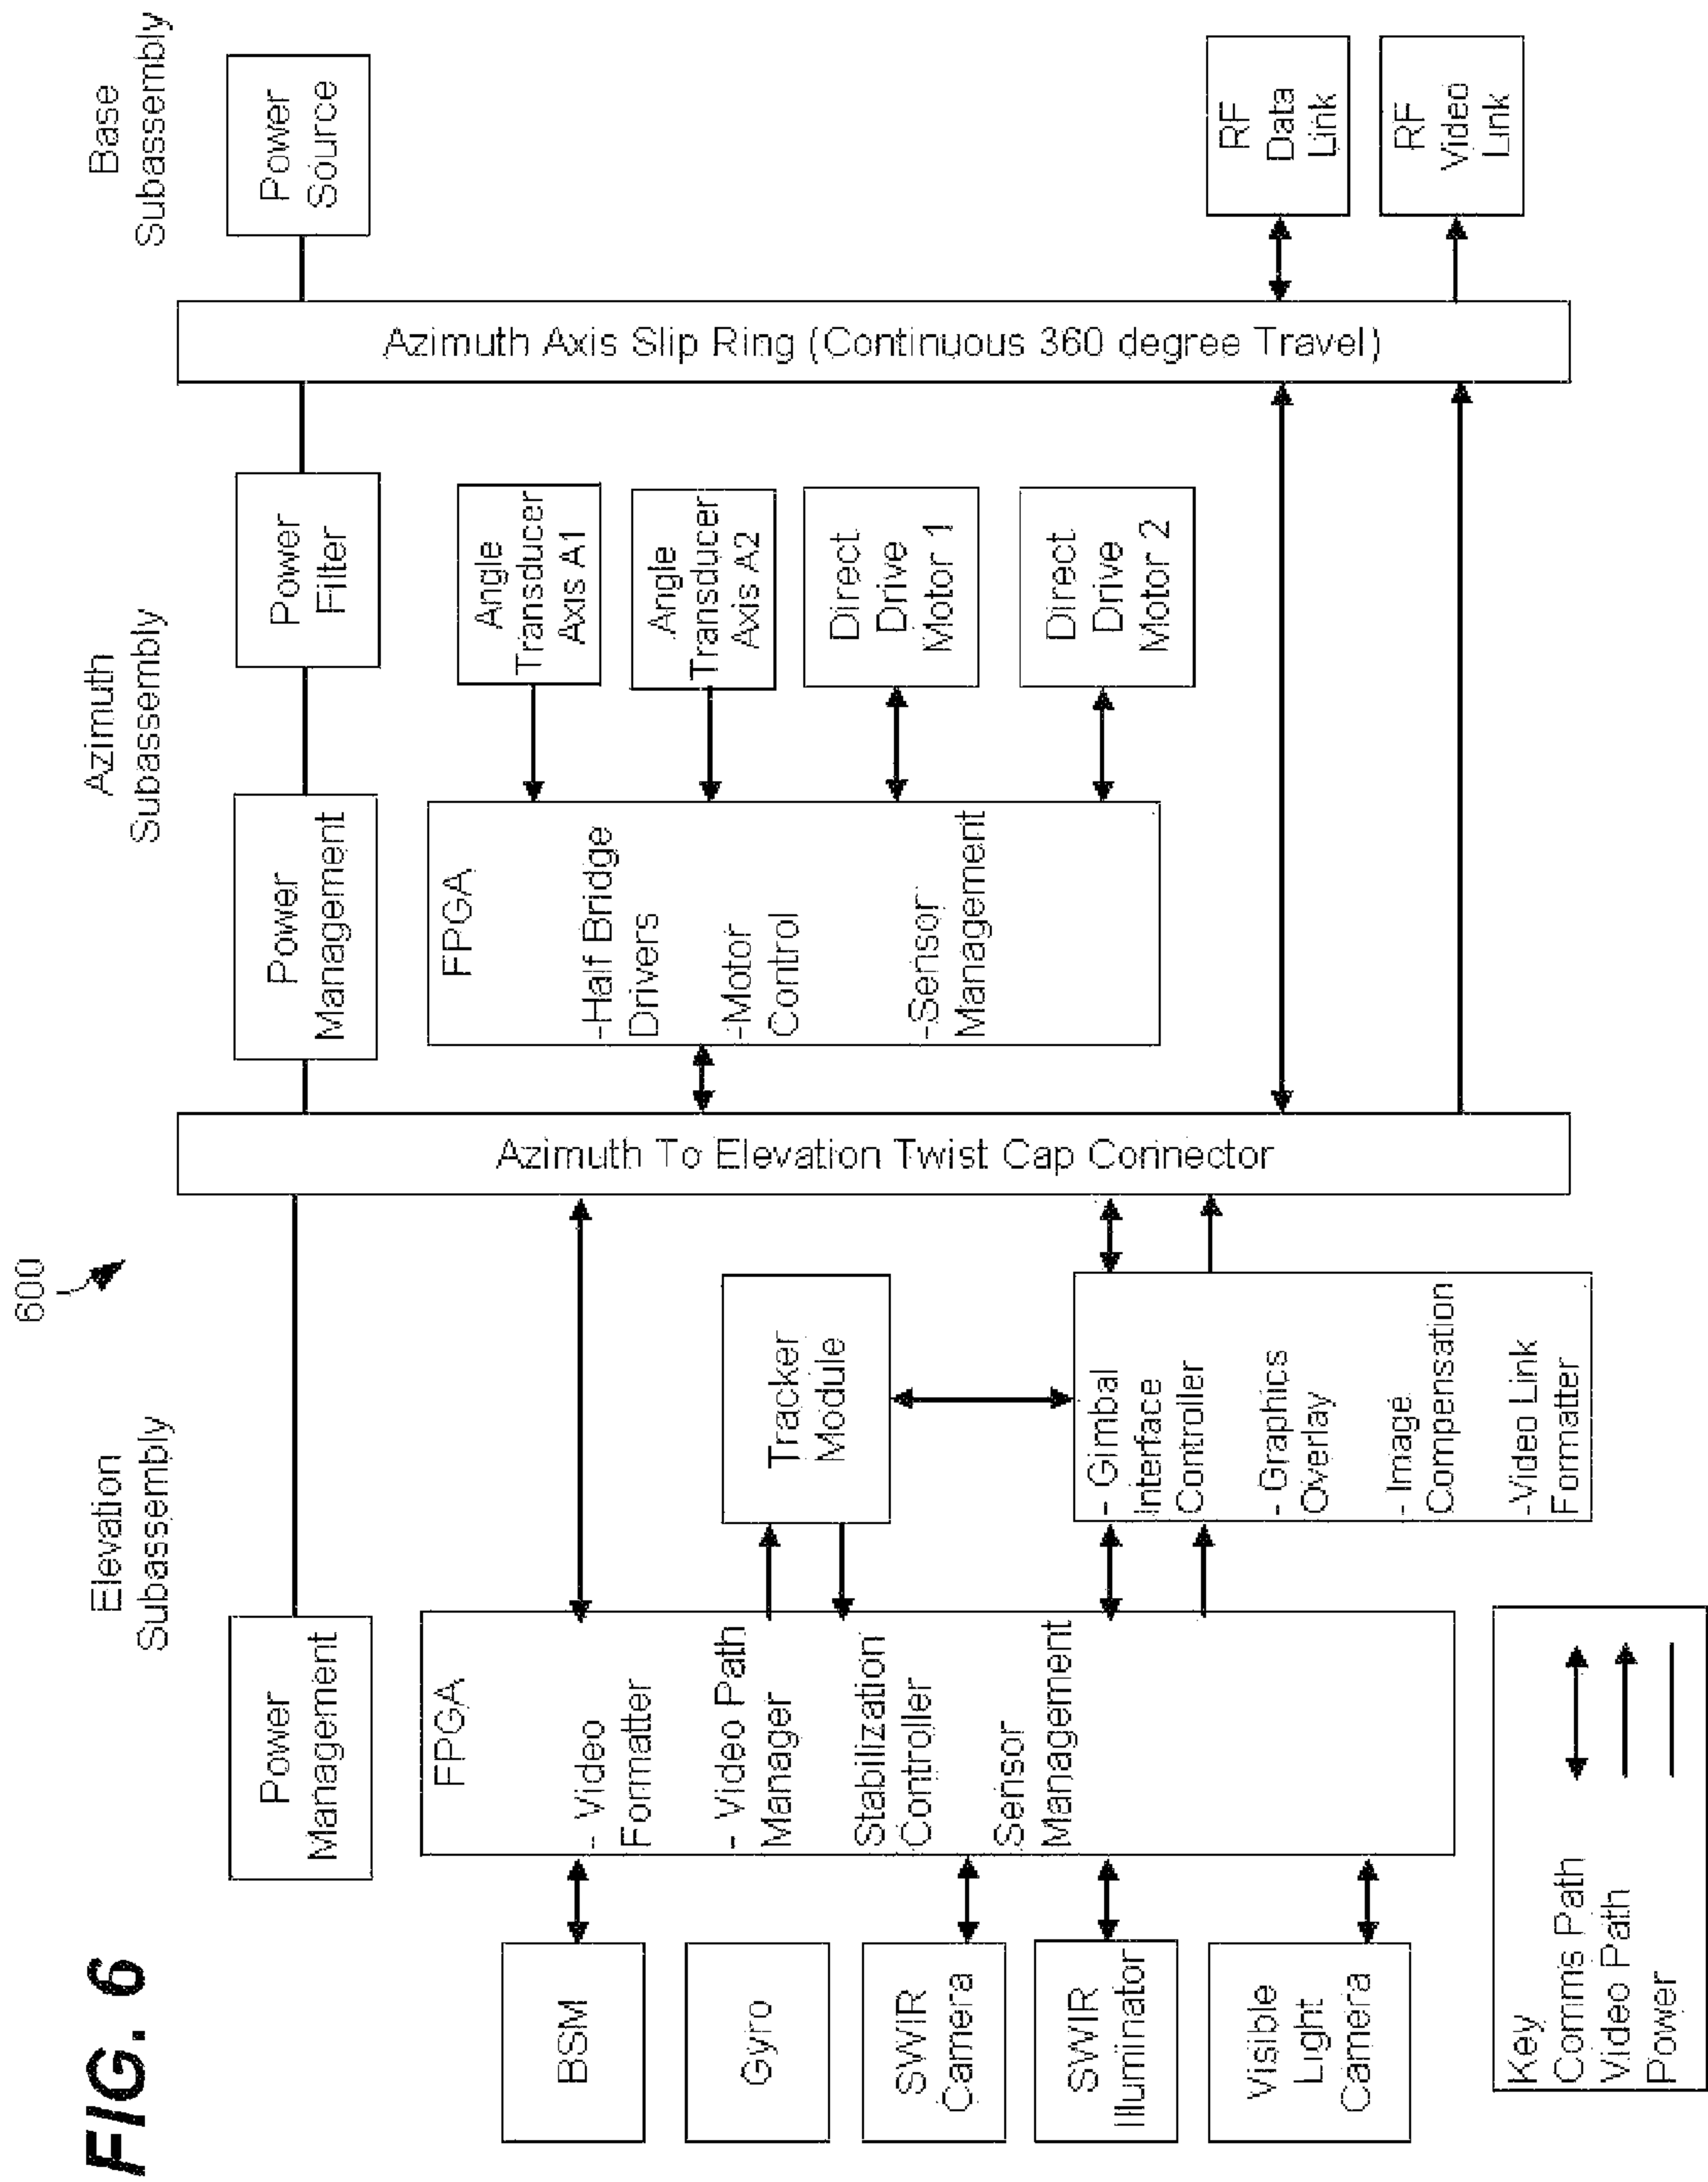 FIG. 6
600
Elevation
Subassembly
Azimuth
Subassembly
Base
Subassembly
Power
Management
Power
Management
Power
Filter
Power
Source
BSM
Gyro
SWIR
Camera
SWIR
Illuminator
Visible
Light
Camera
FPGA
- Video
Formatter
- Video Path
Manager
Stabilization
Controller
Sensor
Management
Tracker
Module
- Gimbal
Interface
Controller
- Graphics
Overlay
- Image
Compensation
-Video Link
Formatter
Azimuth To Elevation Twist Cap Connector
FPGA
-Half Bridge
Drivers
-Motor
Control
-Sensor
Management
Angle
Transducer
Axis A1
Angle
Transducer
Axis A2
Direct
Drive
Motor 1
Direct
Drive
Motor 2
Azimuth Axis Slip Ring (Continuous 360 degree Travel)
RF
Data
Link
RF
Video
Link
Key
Comms Path
Video Path
Power